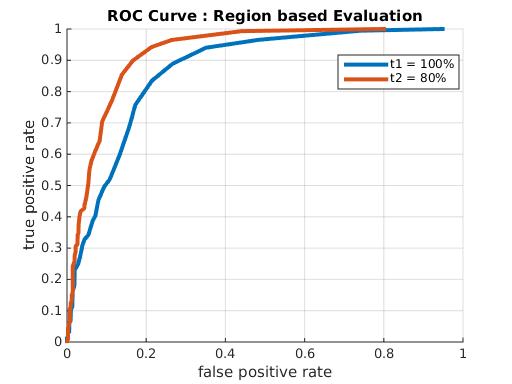 ROC Curve : Region based Evaluation
1
0.9
0.8
0.7
0.6
0.5
0.4
0.3
0.2
0.1
0
true positive rate
t1 = 100%
t2 = 80%
0 0.2 0.4 0.6 0.8 1
false positive rate